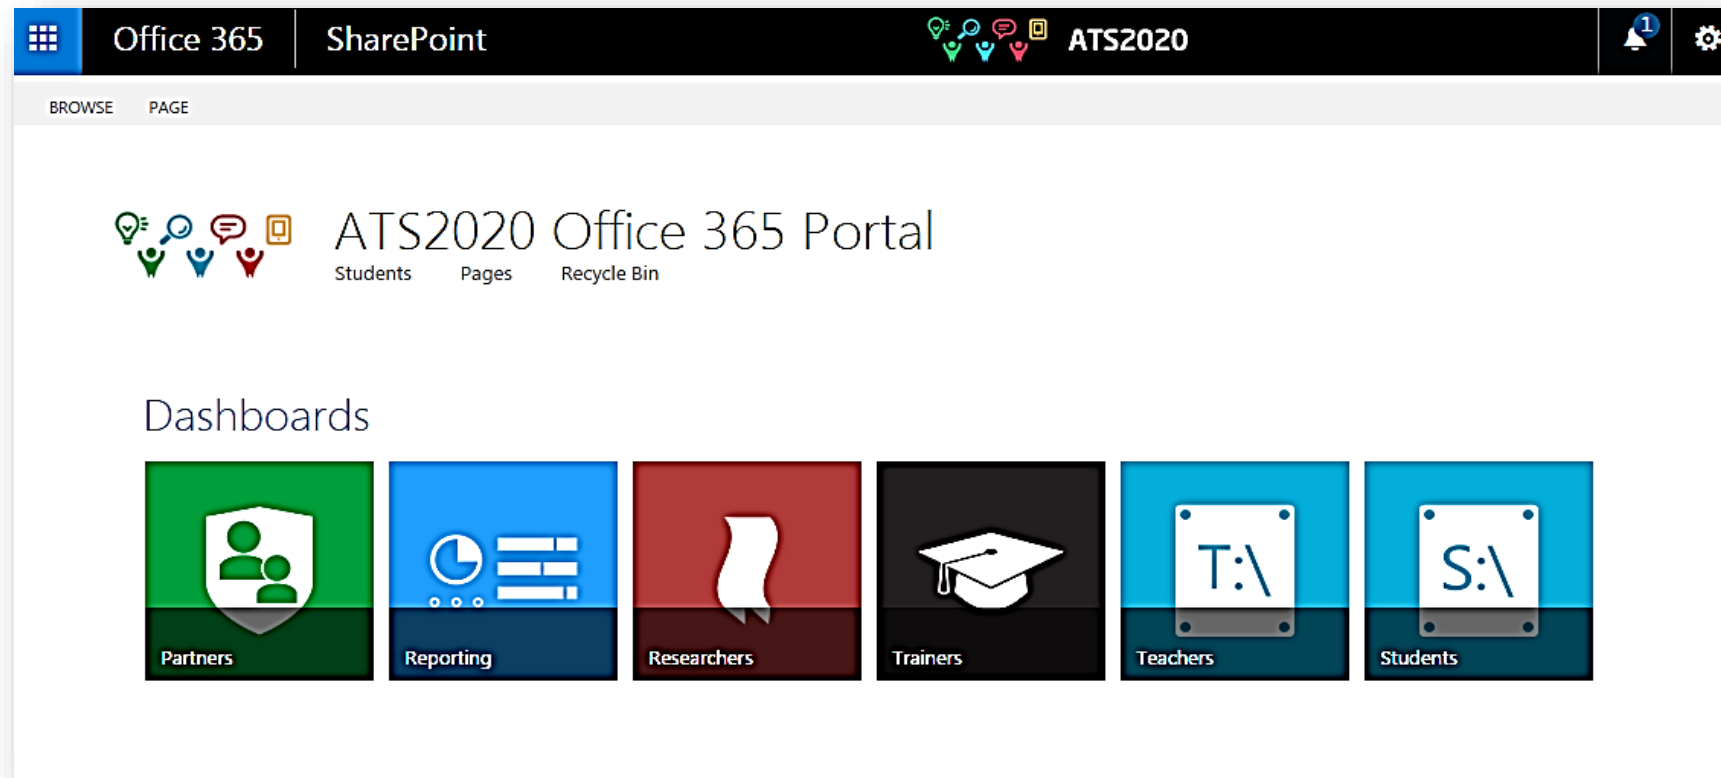 Office 365 SharePoint ATS2020 1
BROWSE PAGE
ATS2020 Office 365 Portal
Students Pages Recycle Bin
Dashboards
T:\ S:\
Partners Reporting Researchers Trainers Teachers Students